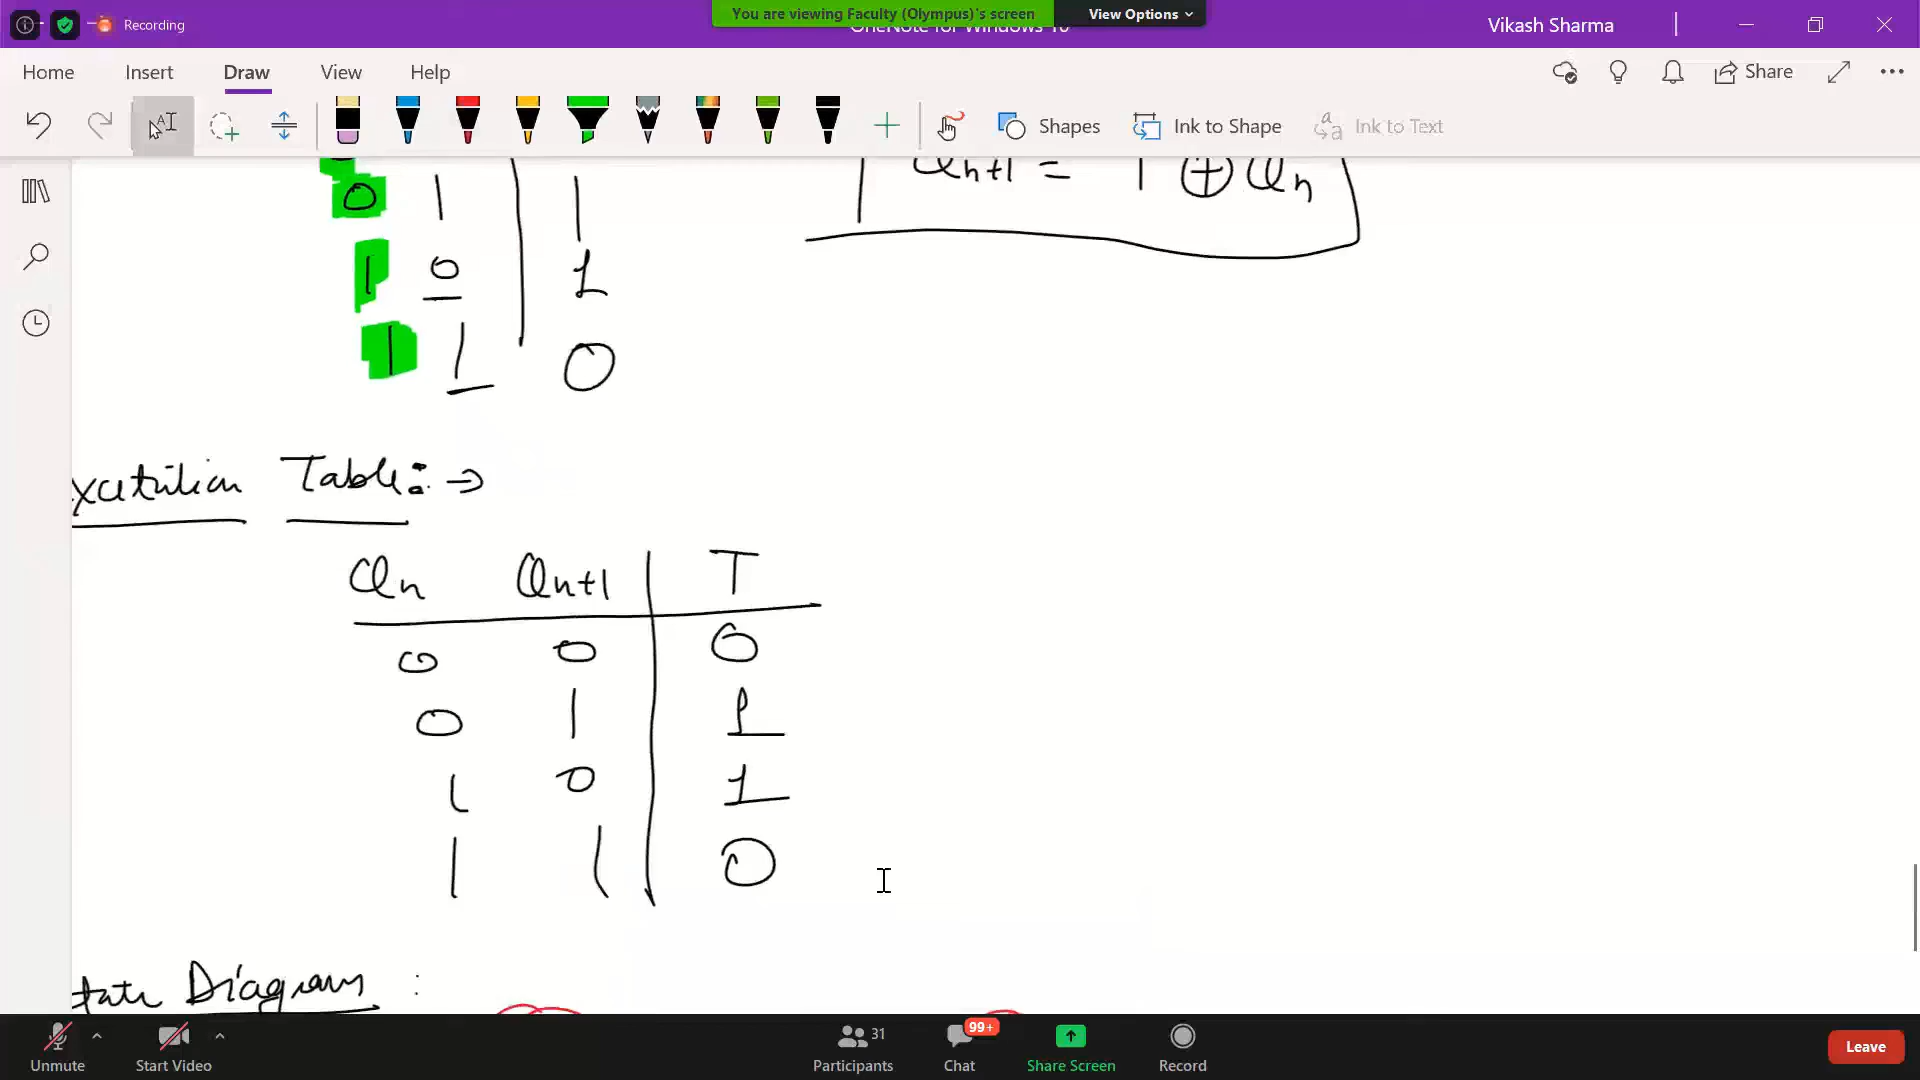 Recording
You are viewing Faculty (Olympus)'s screen
View Options
Vikash Sharma
Home Insert Draw View Help
Share
Shapes
Ink to Shape
Ink to Text
Qn+1 = T ⊕ Qn
0 1 1
1 0 1
1 1 0
xcitation Table: →
Qn Qn+1 T
0 0 0
0 1 1
1 0 1
1 1 0
tate Diagram :
31
99+
Unmute
Start Video
Participants
Chat
Share Screen
Record
Leave